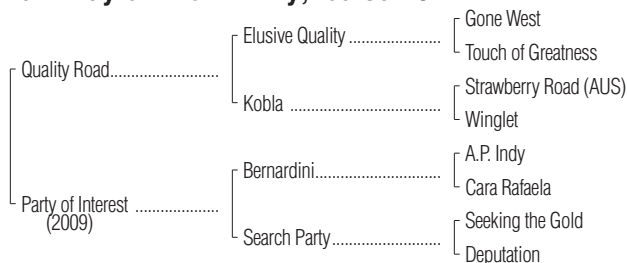 Gone West
Elusive Quality ......................
Touch of Greatness
Quality Road..........................
Strawberry Road (AUS)
Kobla ....................................
Winglet
A.P. Indy
Bernardini...............................
Cara Rafaela
Party of Interest ....................
(2009)
Seeking the Gold
Search Party...........................
Deputation